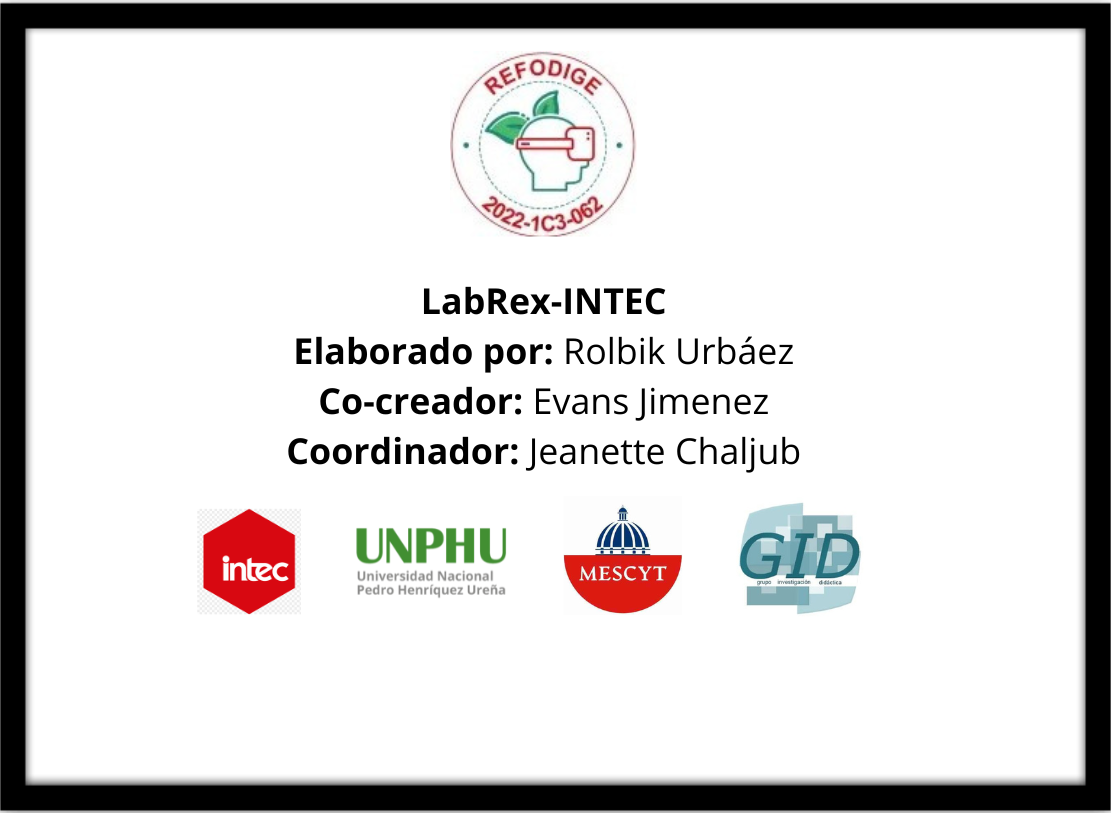 REFODIGE
2022-1C3-062
LabRex-INTEC
Elaborado por: Rolbik Urbáez
Co-creador: Evans Jimenez
Coordinador: Jeanette Chaljub
intec
UNPHU
Universidad Nacional
Pedro Henríquez Ureña
MESCYT
GID
grupo investigación didáctica